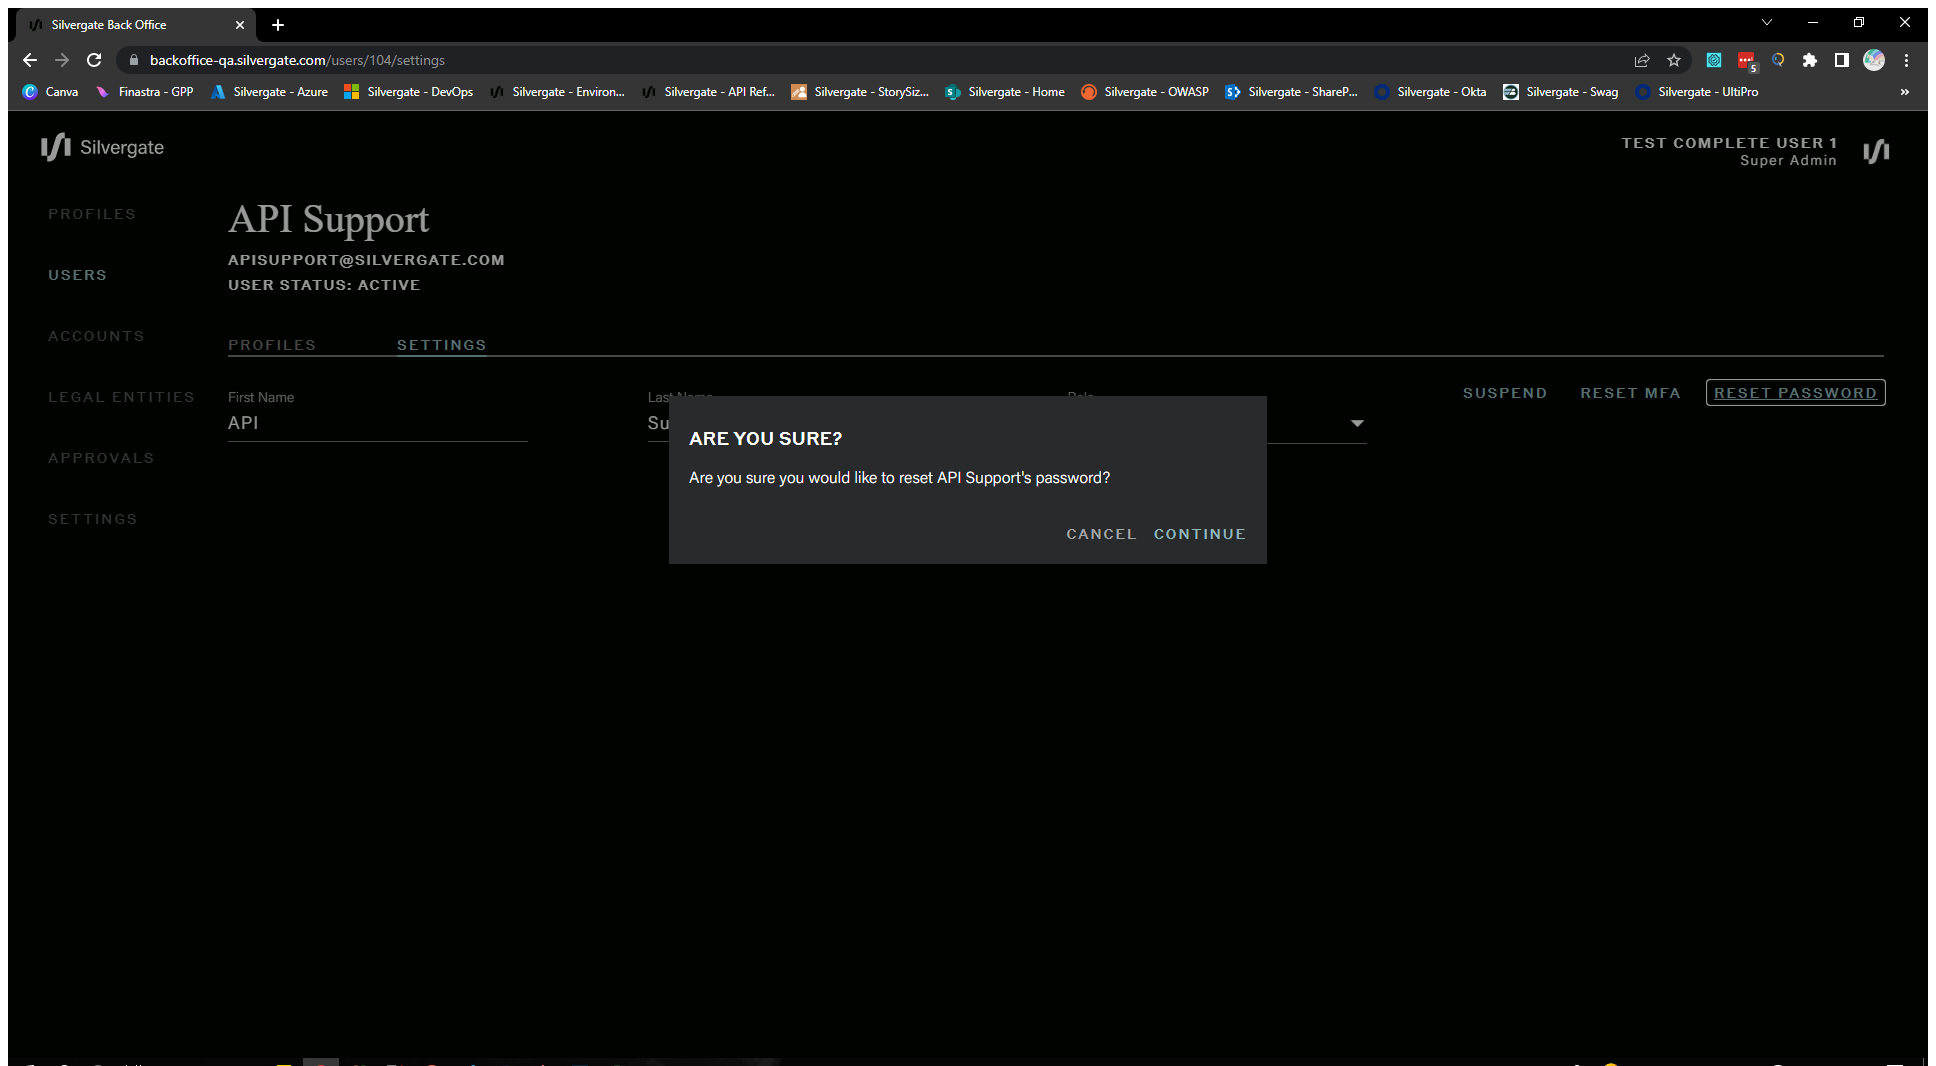 Silvergate Back Office
backoffice-qa.silvergate.com/users/104/settings
5
Canva
Finastra - GPP
Silvergate - Azure
Silvergate - DevOps
Silvergate - Environ...
Silvergate - API Ref...
Silvergate - StorySiz...
Silvergate - Home
Silvergate - OWASP
Silvergate - ShareP...
Silvergate - Okta
Silvergate - Swag
Silvergate - UltiPro
Silvergate
TEST COMPLETE USER 1
Super Admin
PROFILES
USERS
ACCOUNTS
LEGAL ENTITIES
APPROVALS
SETTINGS
API Support
APISUPPORT@SILVERGATE.COM
USER STATUS: ACTIVE
PROFILES
SETTINGS
First Name
API
Last Name
Su
Role
SUSPEND
RESET MFA
RESET PASSWORD
ARE YOU SURE?
Are you sure you would like to reset API Support's password?
CANCEL
CONTINUE